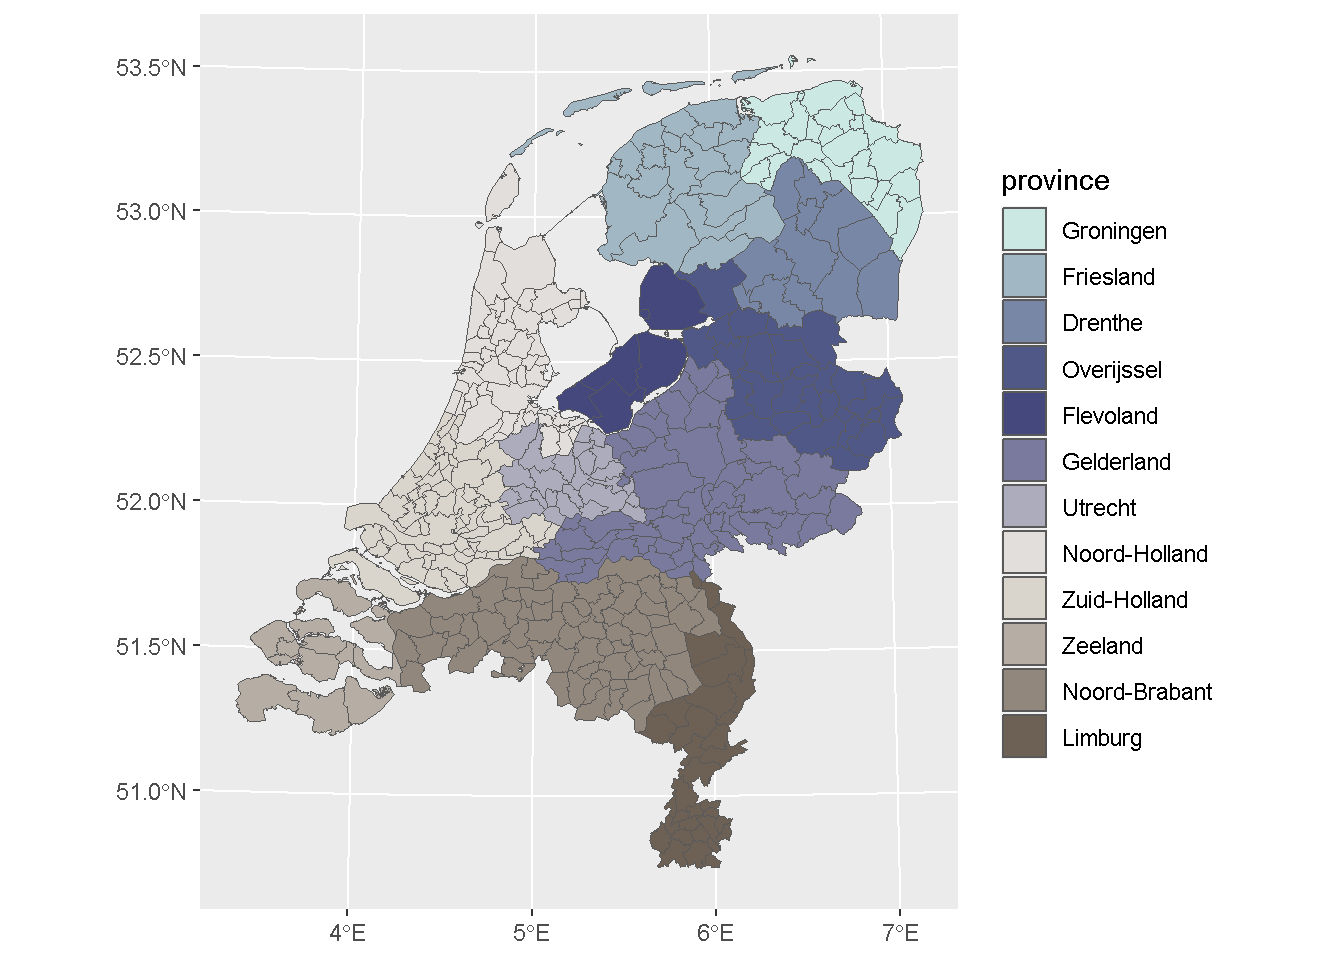 53.5°N
53.0°N
52.5°N
52.0°N
51.5°N
51.0°N
4°E
5°E
6°E
7°E
province
Groningen
Friesland
Drenthe
Overijssel
Flevoland
Gelderland
Utrecht
Noord-Holland
Zuid-Holland
Zeeland
Noord-Brabant
Limburg